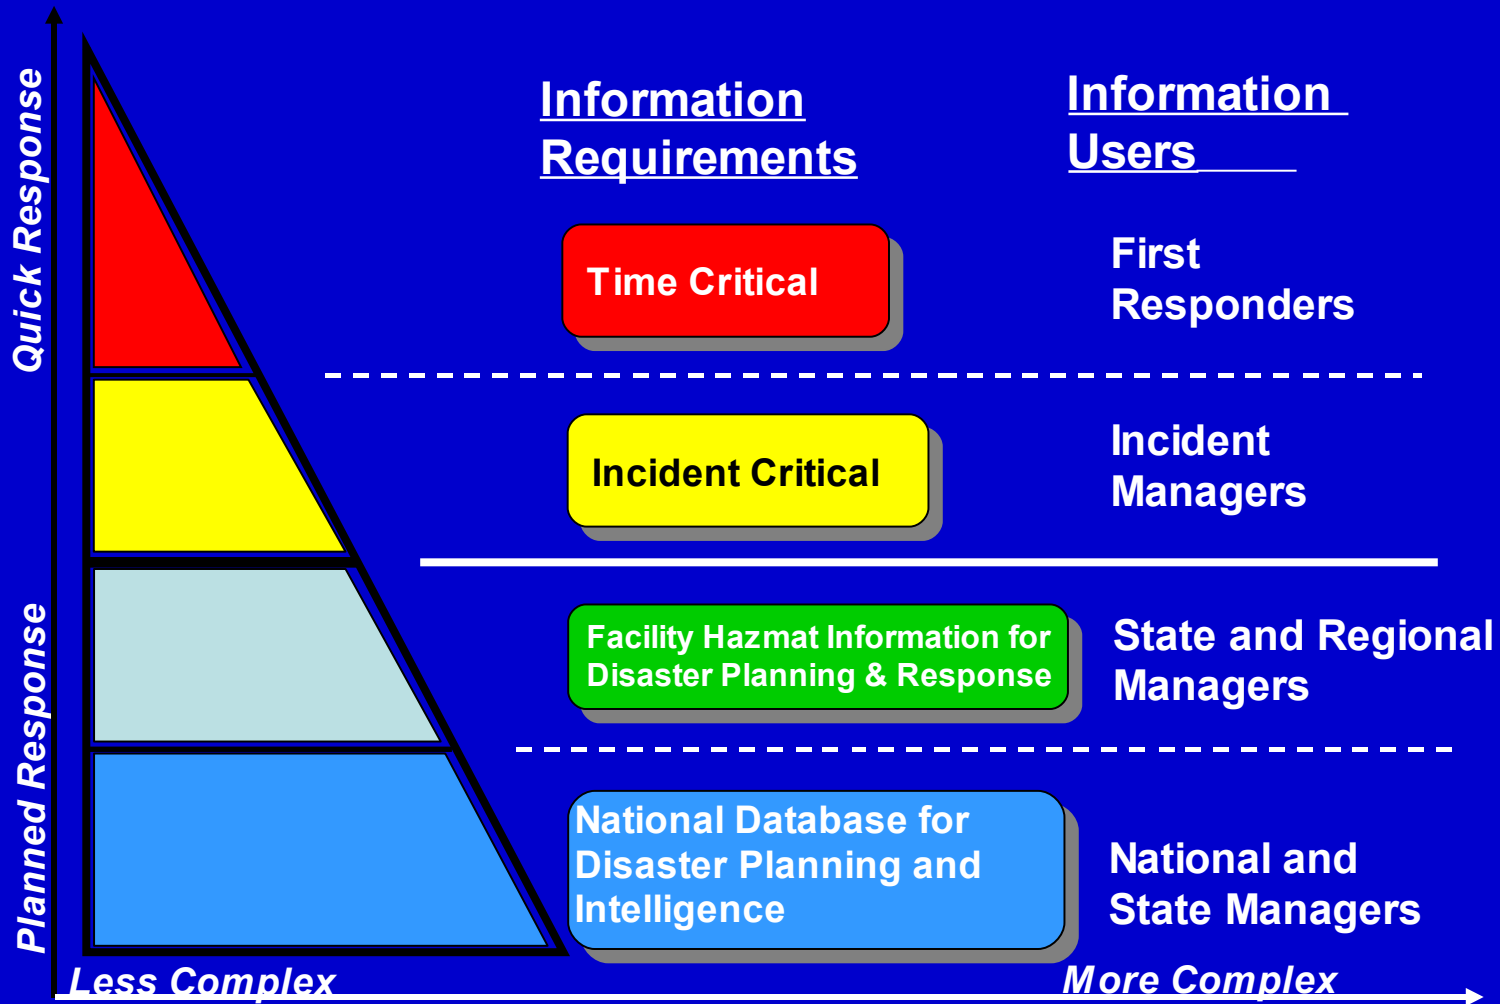 Information
Requirements
Information
Users
Quick Response
Time Critical
First
Responders
Incident Critical
Incident
Managers
Planned Response
Facility Hazmat Information for
Disaster Planning & Response
State and Regional
Managers
National Database for
Disaster Planning and
Intelligence
National and
State Managers
Less Complex
More Complex